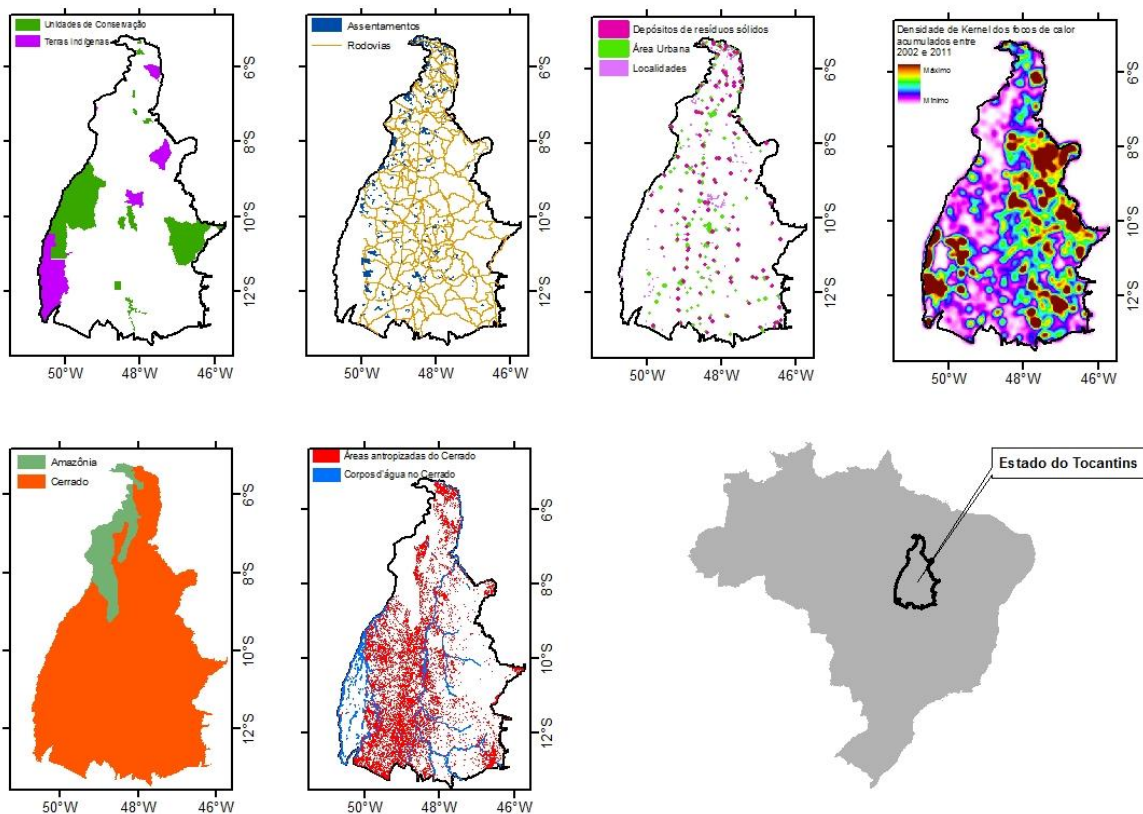 Unidades de Conservação
Terras Indígenas
6°S
8°S
10°S
12°S
50°W 48°W 46°W
Assentamentos
Rodovias
6°S
8°S
10°S
12°S
50°W 48°W 46°W
Depósitos de resíduos sólidos
Área Urbana
Localidades
6°S
8°S
10°S
12°S
50°W 48°W 46°W
Densidade de Kernel dos focos de calor
acumulados entre
2002 e 2011
Máximo
Mínimo
6°S
8°S
10°S
12°S
50°W 48°W 46°W
Amazônia
Cerrado
6°S
8°S
10°S
12°S
50°W 48°W 46°W
Áreas antropizadas do Cerrado
Corpos d'água no Cerrado
6°S
8°S
10°S
12°S
50°W 48°W 46°W
Estado do Tocantins